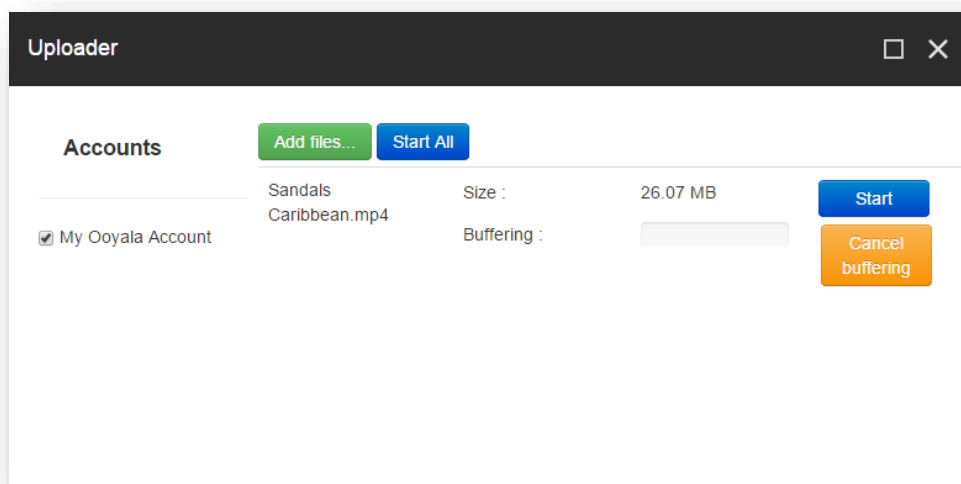 Uploader
Accounts
Add files...
Start All
Sandals
Caribbean.mp4
Size :
26.07 MB
Start
My Ooyala Account
Buffering :
Cancel
buffering